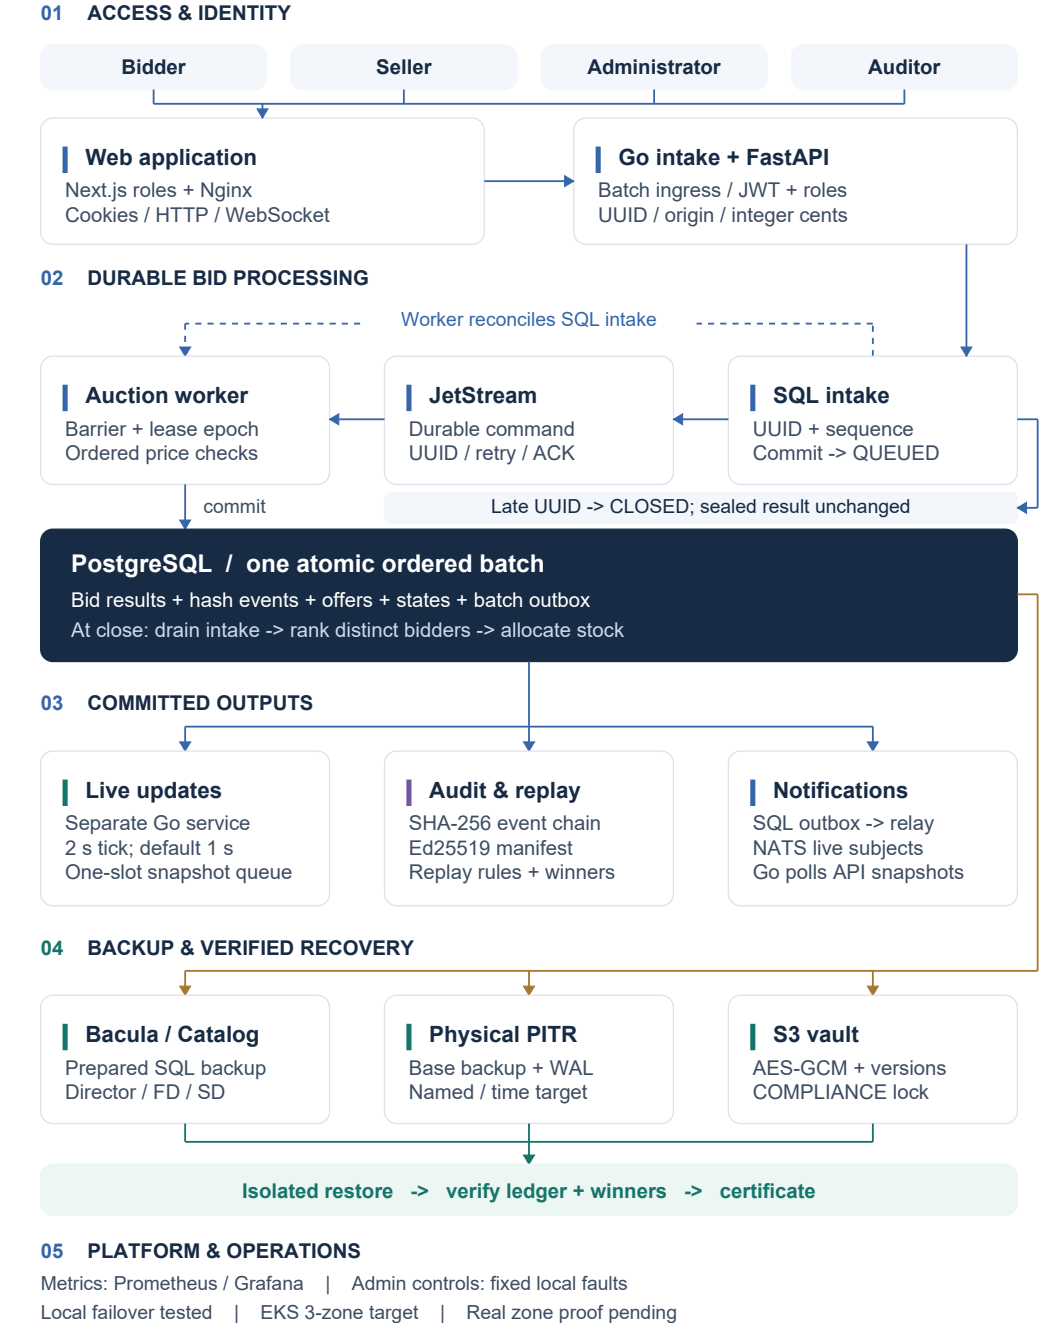 01 ACCESS & IDENTITY
Bidder
Seller
Administrator
Auditor
Web application
Next.js roles + Nginx
Cookies / HTTP / WebSocket
Go intake + FastAPI
Batch ingress / JWT + roles
UUID / origin / integer cents
02 DURABLE BID PROCESSING
Worker reconciles SQL intake
Auction worker
Barrier + lease epoch
Ordered price checks
JetStream
Durable command
UUID / retry / ACK
SQL intake
UUID + sequence
Commit -> QUEUED
commit
Late UUID -> CLOSED; sealed result unchanged
PostgreSQL / one atomic ordered batch
Bid results + hash events + offers + states + batch outbox
At close: drain intake -> rank distinct bidders -> allocate stock
03 COMMITTED OUTPUTS
Live updates
Separate Go service
2 s tick; default 1 s
One-slot snapshot queue
Audit & replay
SHA-256 event chain
Ed25519 manifest
Replay rules + winners
Notifications
SQL outbox -> relay
NATS live subjects
Go polls API snapshots
04 BACKUP & VERIFIED RECOVERY
Bacula / Catalog
Prepared SQL backup
Director / FD / SD
Physical PITR
Base backup + WAL
Named / time target
S3 vault
AES-GCM + versions
COMPLIANCE lock
Isolated restore -> verify ledger + winners -> certificate
05 PLATFORM & OPERATIONS
Metrics: Prometheus / Grafana | Admin controls: fixed local faults
Local failover tested | EKS 3-zone target | Real zone proof pending